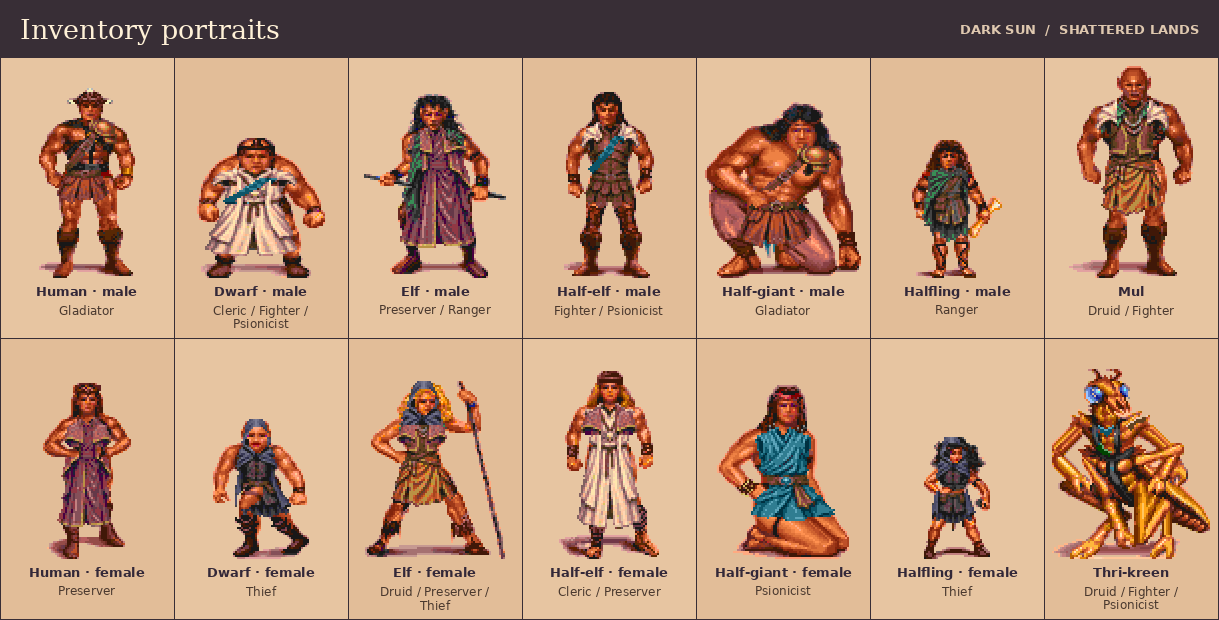 Inventory portraits
DARK SUN / SHATTERED LANDS
Human · male
Gladiator
Dwarf · male
Cleric / Fighter /
Psionicist
Elf · male
Preserver / Ranger
Half-elf · male
Fighter / Psionicist
Half-giant · male
Gladiator
Halfling · male
Ranger
Mul
Druid / Fighter
Human · female
Preserver
Dwarf · female
Thief
Elf · female
Druid / Preserver /
Thief
Half-elf · female
Cleric / Preserver
Half-giant · female
Psionicist
Halfling · female
Thief
Thri-kreen
Druid / Fighter /
Psionicist